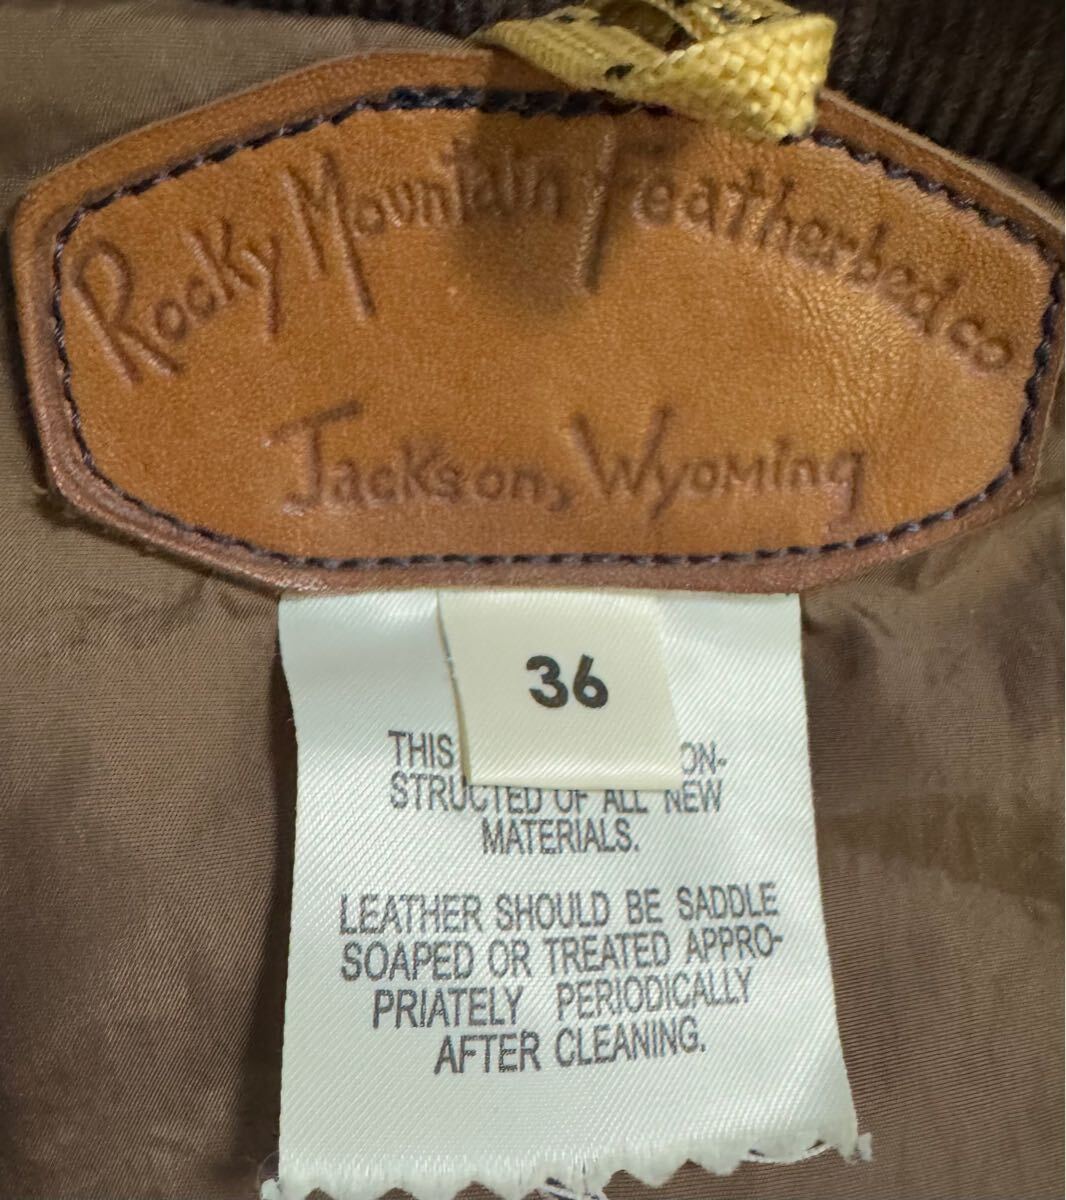 Rocky Mountain Featherbed co
Jackson, Wyoming
36
THIS ON-
STRUCTED OF ALL NEW
MATERIALS.
LEATHER SHOULD BE SADDLE
SOAPED OR TREATED APPRO-
PRIATELY PERIODICALLY
AFTER CLEANING.